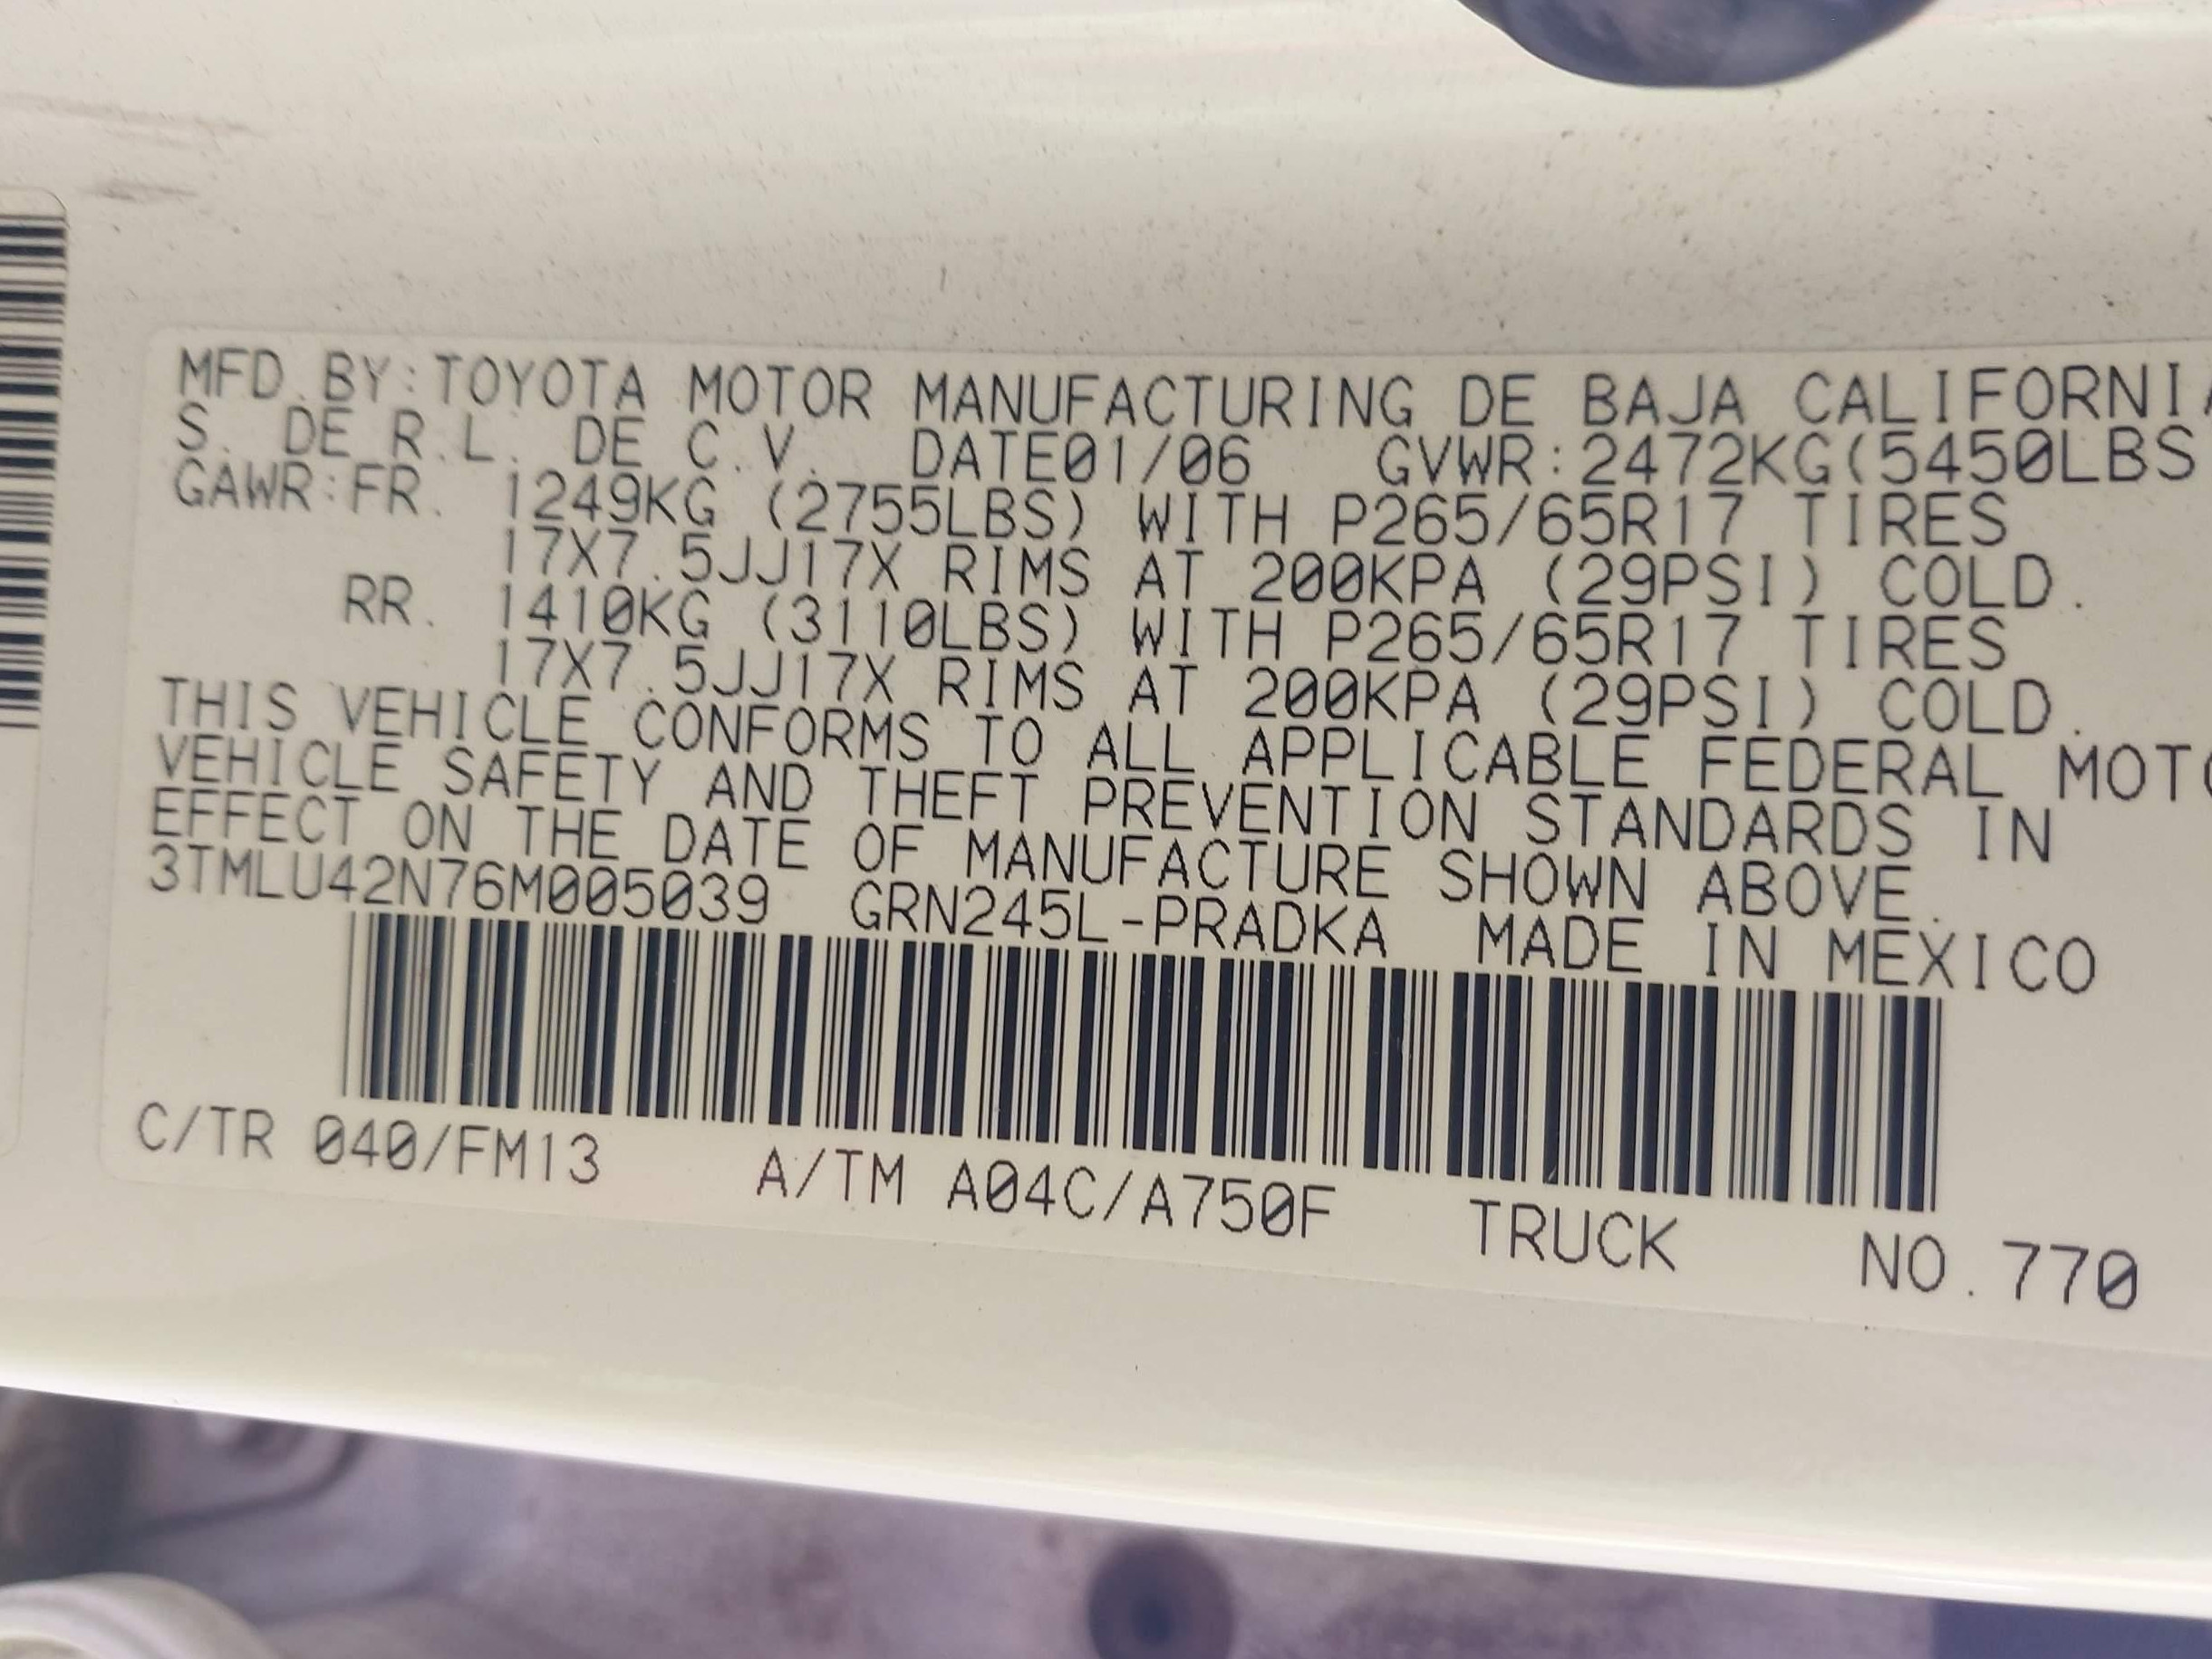 MFD.BY:TOYOTA MOTOR MANUFACTURING DE BAJA CALIFORNIA
S. DE R.L. DE C.V. DATE01/06 GVWR:2472KG(5450LBS
GAWR:FR. 1249KG (2755LBS) WITH P265/65R17 TIRES
17X7.5JJ17X RIMS AT 200KPA (29PSI) COLD.
RR. 1410KG (3110LBS) WITH P265/65R17 TIRES
17X7.5JJ17X RIMS AT 200KPA (29PSI) COLD.
THIS VEHICLE CONFORMS TO ALL APPLICABLE FEDERAL MOTO
VEHICLE SAFETY AND THEFT PREVENTION STANDARDS IN
EFFECT ON THE DATE OF MANUFACTURE SHOWN ABOVE.
3TMLU42N76M005039 GRN245L-PRADKA MADE IN MEXICO
C/TR 040/FM13 A/TM A04C/A750F TRUCK NO.770